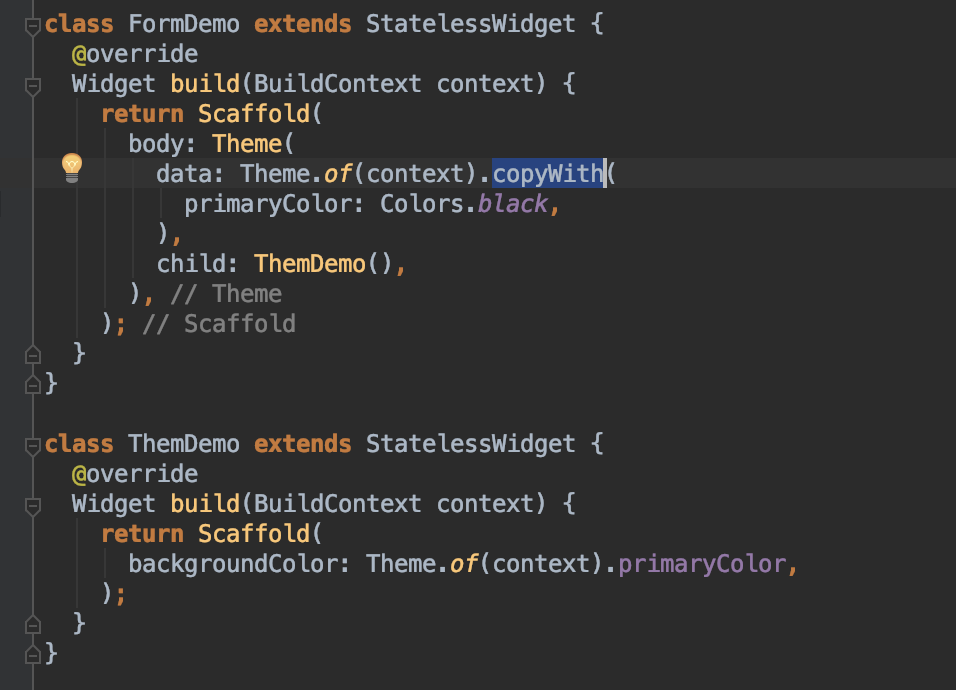 class FormDemo extends StatelessWidget {
  @override
  Widget build(BuildContext context) {
    return Scaffold(
      body: Theme(
        data: Theme.of(context).copyWith(
          primaryColor: Colors.black,
        ),
        child: ThemDemo(),
      ), // Theme
    ); // Scaffold
  }
}

class ThemDemo extends StatelessWidget {
  @override
  Widget build(BuildContext context) {
    return Scaffold(
      backgroundColor: Theme.of(context).primaryColor,
    );
  }
}